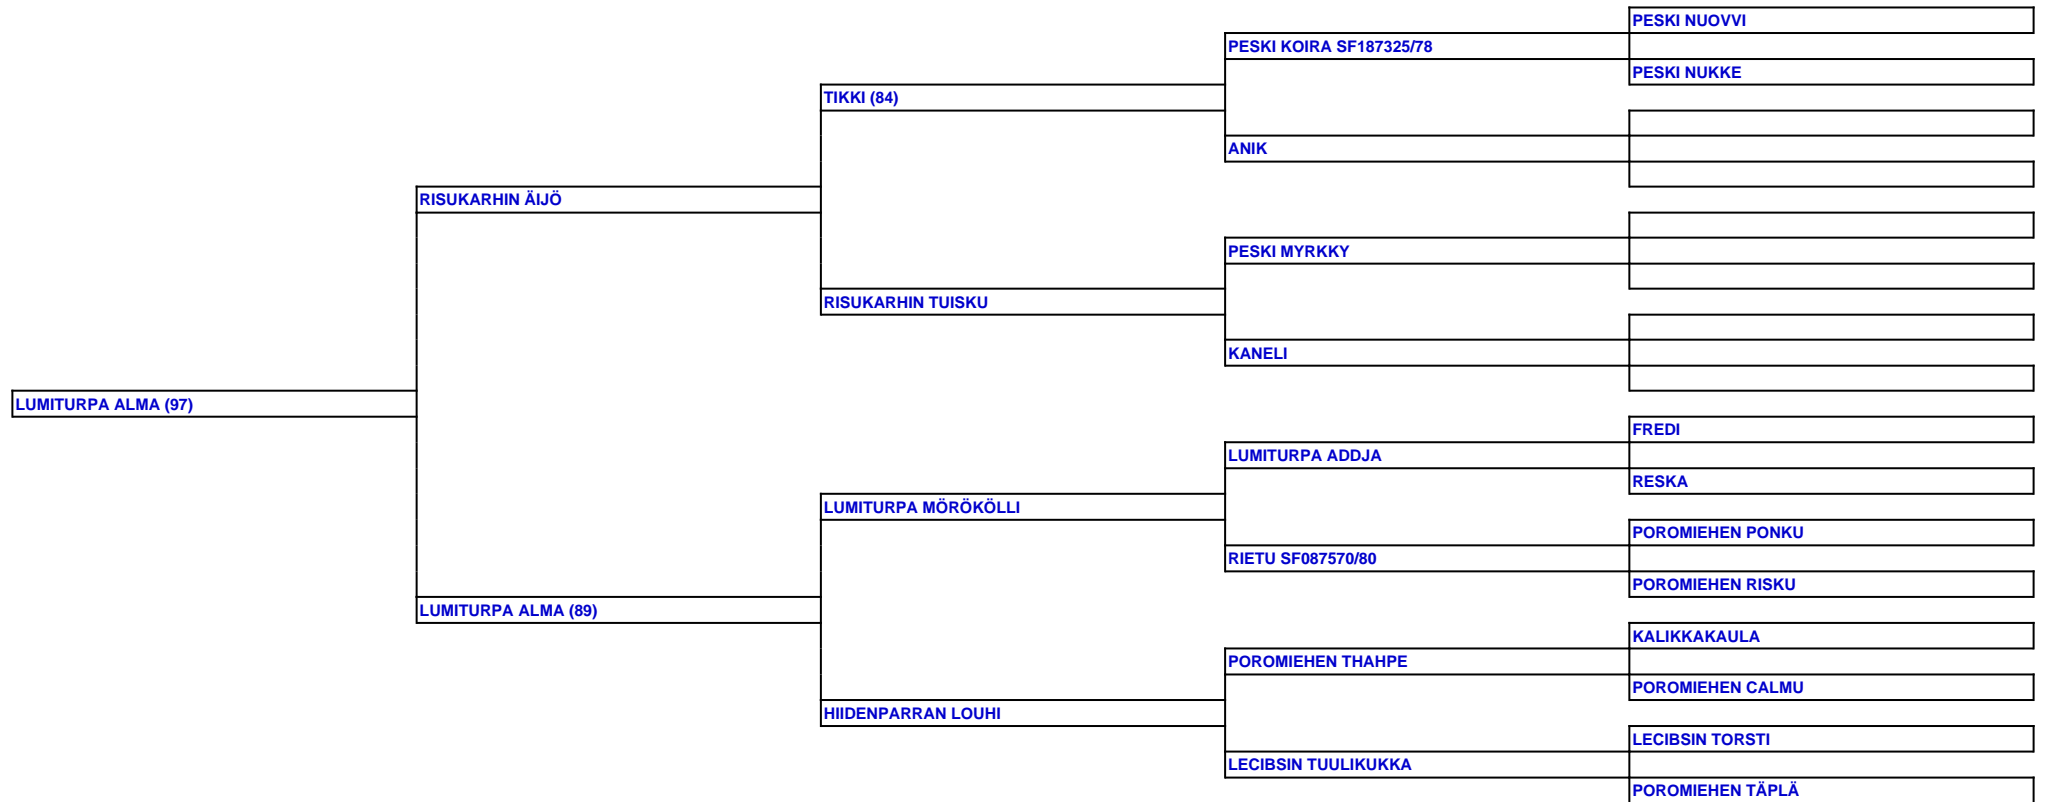 PESKI NUOVVI
PESKI KOIRA SF187325/78
PESKI NUKKE
TIKKI (84)
ANIK
RISUKARHIN ÄIJÖ
PESKI MYRKKY
RISUKARHIN TUISKU
KANELI
LUMITURPA ALMA (97)
FREDI
LUMITURPA ADDJA
RESKA
LUMITURPA MÖRÖKÖLLI
POROMIEHEN PONKU
RIETU SF087570/80
POROMIEHEN RISKU
LUMITURPA ALMA (89)
KALIKKAKAULA
POROMIEHEN THAHPE
POROMIEHEN CALMU
HIIDENPARRAN LOUHI
LECIBSIN TORSTI
LECIBSIN TUULIKUKKA
POROMIEHEN TÄPLÄ